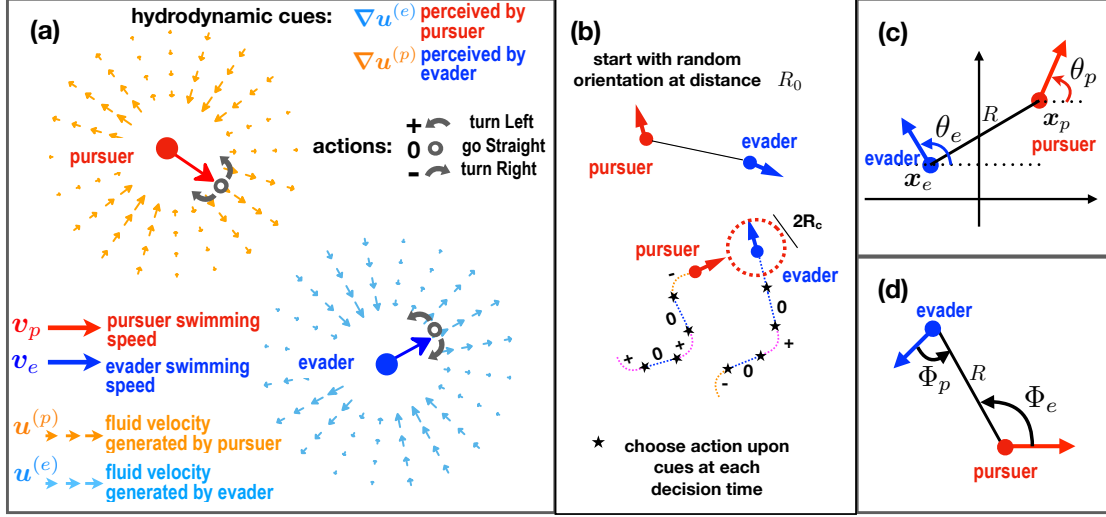 (a)
hydrodynamic cues:
∇u^(e) perceived by
pursuer
∇u^(p) perceived by
evader
actions:
+ turn Left
0 go Straight
- turn Right
pursuer
evader
v_p pursuer swimming
speed
v_e evader swimming
speed
u^(p) fluid velocity
generated by pursuer
u^(e) fluid velocity
generated by evader
(b)
start with random
orientation at distance R_0
pursuer
evader
2R_c
pursuer
evader
-
0
+
0
+
0
+
0
-
★ choose action upon
cues at each
decision time
(c)
θ_p
R
x_p
pursuer
θ_e
evader
x_e
(d)
evader
Φ_p
R
Φ_e
pursuer